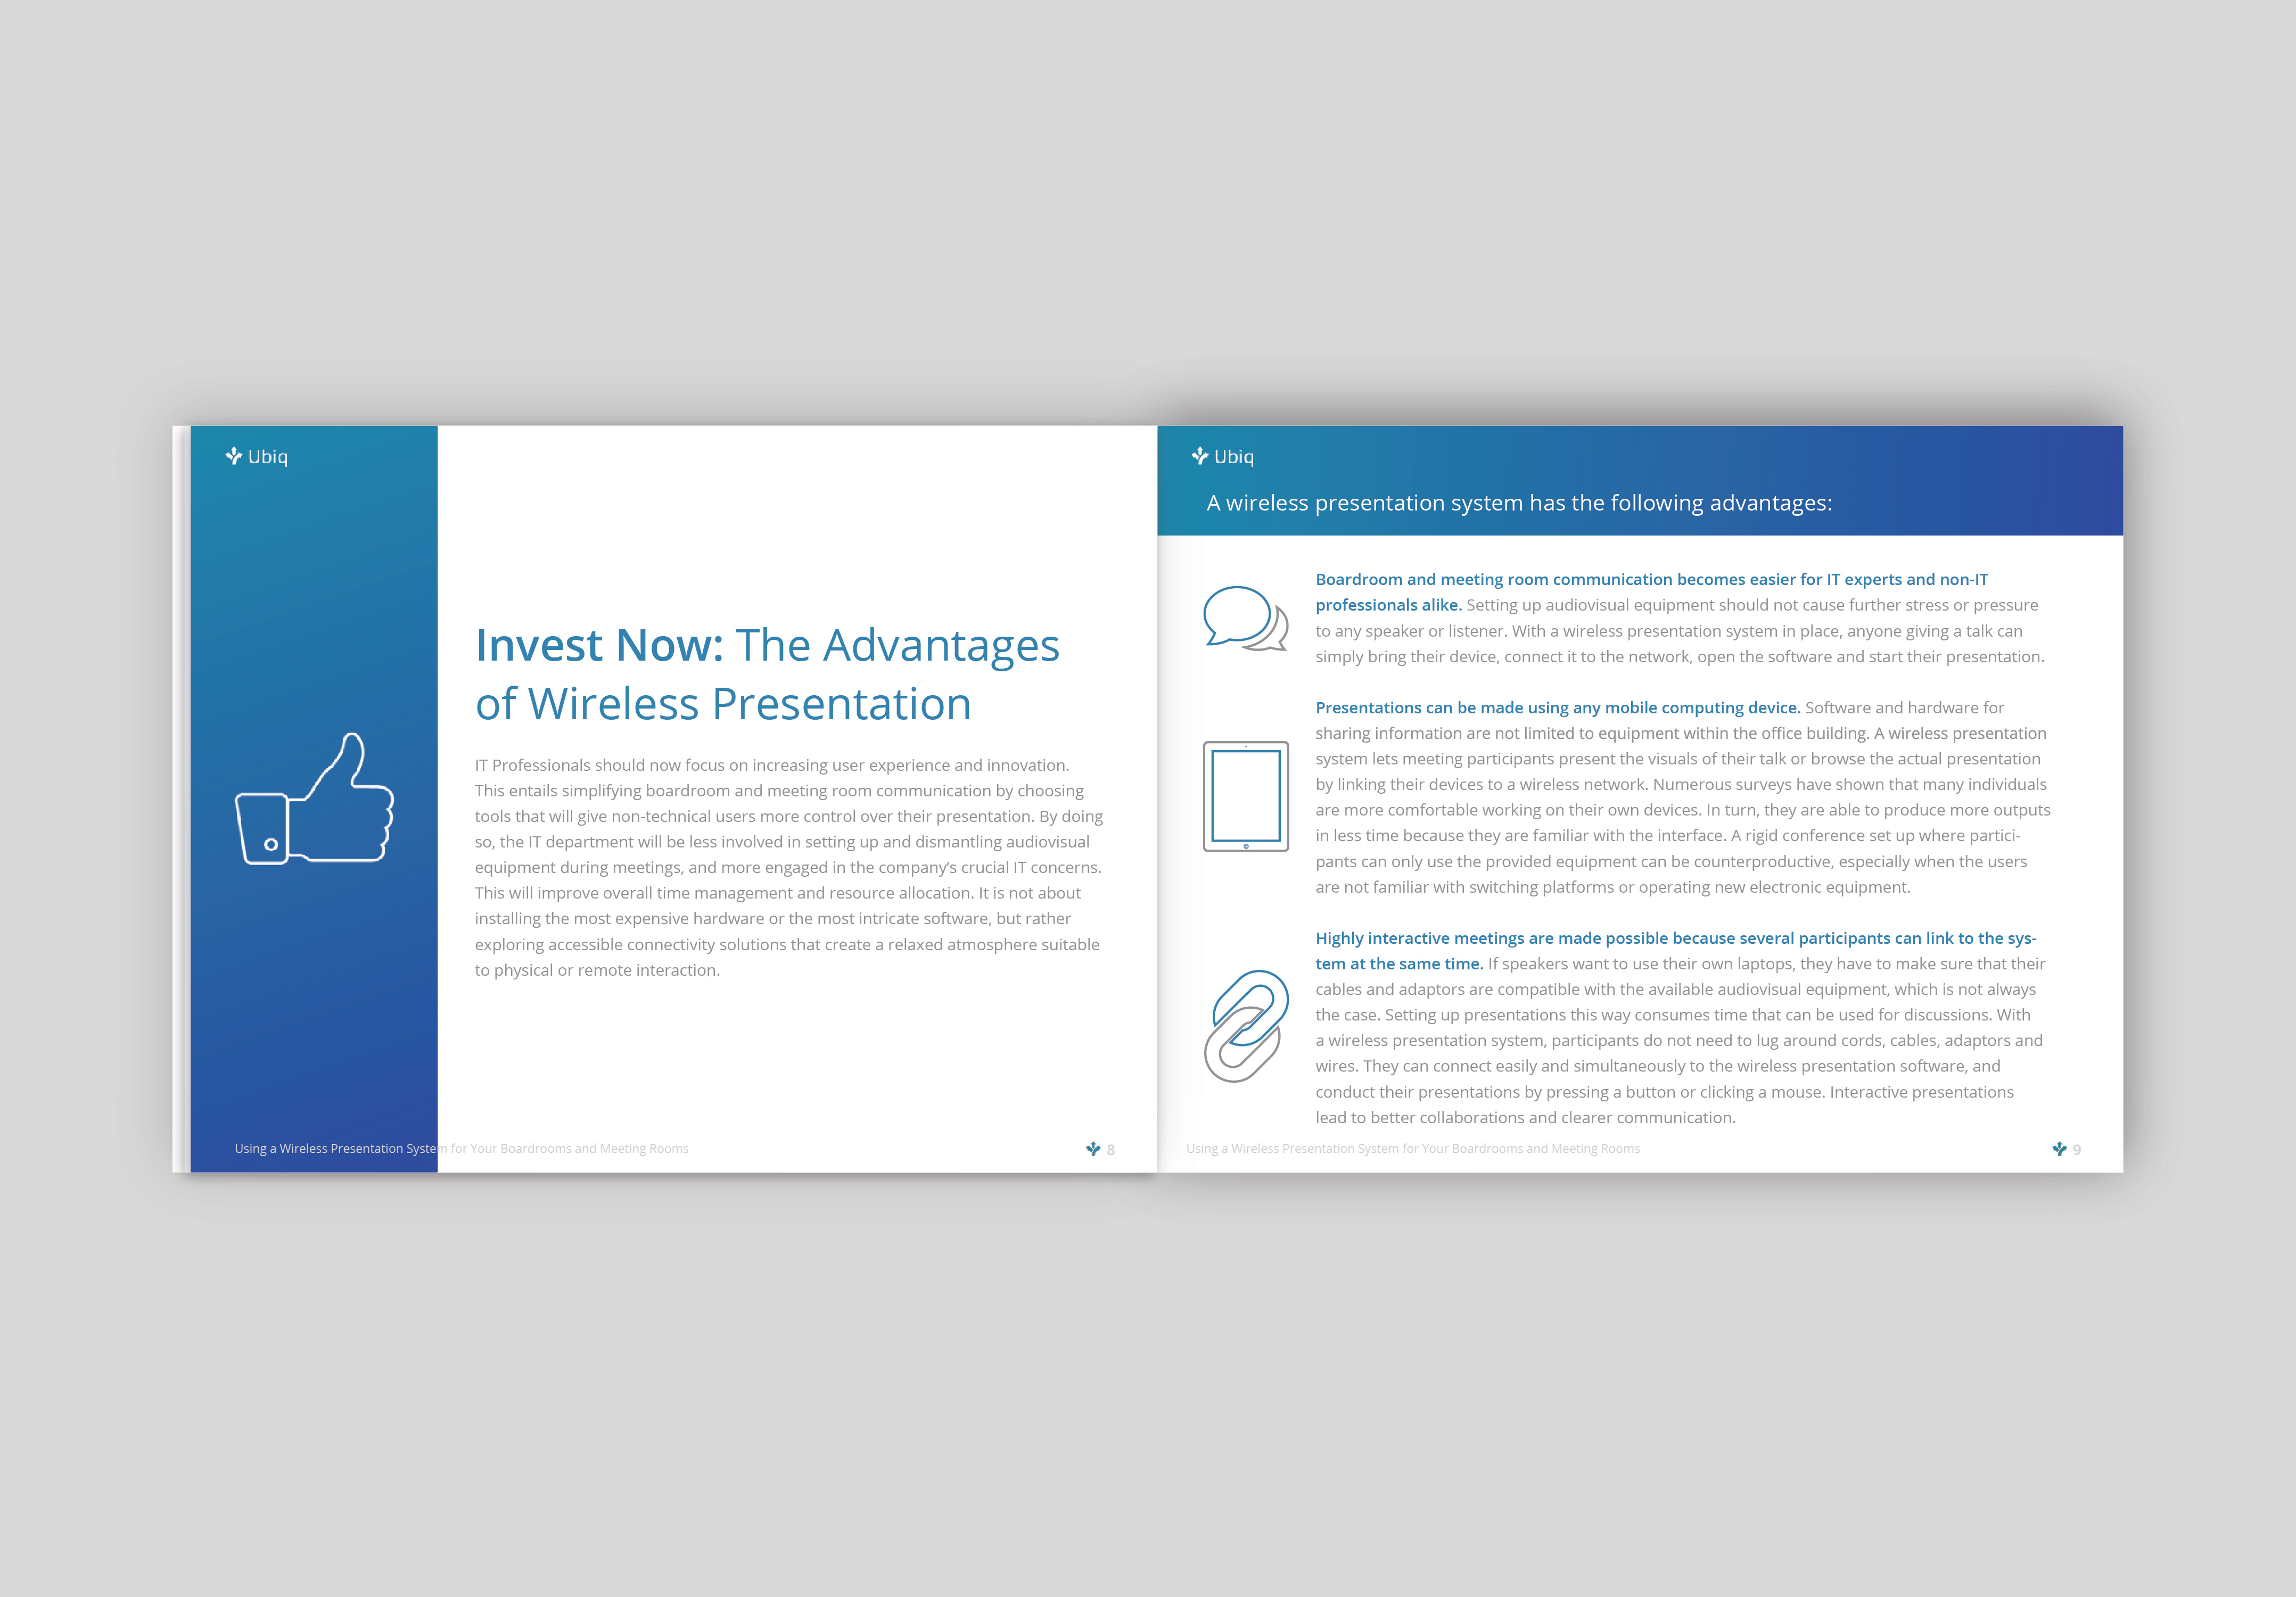 Ubiq
Invest Now: The Advantages
of Wireless Presentation
IT Professionals should now focus on increasing user experience and innovation.
This entails simplifying boardroom and meeting room communication by choosing
tools that will give non-technical users more control over their presentation. By doing
so, the IT department will be less involved in setting up and dismantling audiovisual
equipment during meetings, and more engaged in the company’s crucial IT concerns.
This will improve overall time management and resource allocation. It is not about
installing the most expensive hardware or the most intricate software, but rather
exploring accessible connectivity solutions that create a relaxed atmosphere suitable
to physical or remote interaction.
Using a Wireless Presentation System for Your Boardrooms and Meeting Rooms
8
Ubiq
A wireless presentation system has the following advantages:
Boardroom and meeting room communication becomes easier for IT experts and non-IT
professionals alike. Setting up audiovisual equipment should not cause further stress or pressure
to any speaker or listener. With a wireless presentation system in place, anyone giving a talk can
simply bring their device, connect it to the network, open the software and start their presentation.
Presentations can be made using any mobile computing device. Software and hardware for
sharing information are not limited to equipment within the office building. A wireless presentation
system lets meeting participants present the visuals of their talk or browse the actual presentation
by linking their devices to a wireless network. Numerous surveys have shown that many individuals
are more comfortable working on their own devices. In turn, they are able to produce more outputs
in less time because they are familiar with the interface. A rigid conference set up where partici-
pants can only use the provided equipment can be counterproductive, especially when the users
are not familiar with switching platforms or operating new electronic equipment.
Highly interactive meetings are made possible because several participants can link to the sys-
tem at the same time. If speakers want to use their own laptops, they have to make sure that their
cables and adaptors are compatible with the available audiovisual equipment, which is not always
the case. Setting up presentations this way consumes time that can be used for discussions. With
a wireless presentation system, participants do not need to lug around cords, cables, adaptors and
wires. They can connect easily and simultaneously to the wireless presentation software, and
conduct their presentations by pressing a button or clicking a mouse. Interactive presentations
lead to better collaborations and clearer communication.
Using a Wireless Presentation System for Your Boardrooms and Meeting Rooms
9